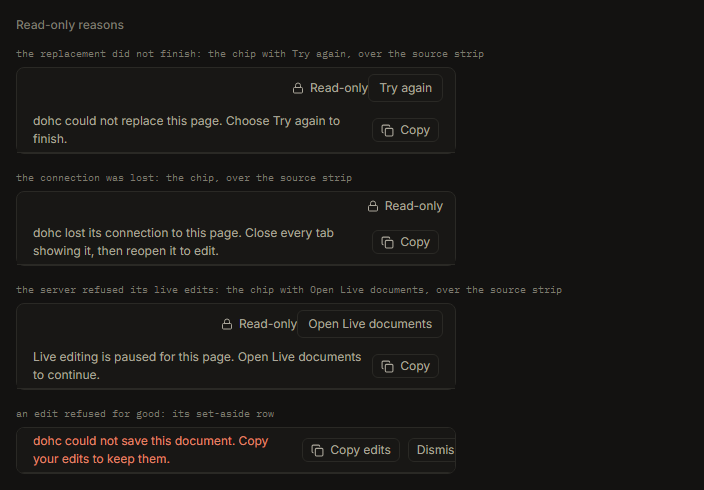 Read-only reasons
the replacement did not finish: the chip with Try again, over the source strip
Read-only Try again
dohc could not replace this page. Choose Try again to
finish.
Copy
the connection was lost: the chip, over the source strip
Read-only
dohc lost its connection to this page. Close every tab
showing it, then reopen it to edit.
Copy
the server refused its live edits: the chip with Open Live documents, over the source strip
Read-only Open Live documents
Live editing is paused for this page. Open Live documents
to continue.
Copy
an edit refused for good: its set-aside row
dohc could not save this document. Copy
your edits to keep them.
Copy edits Dismis